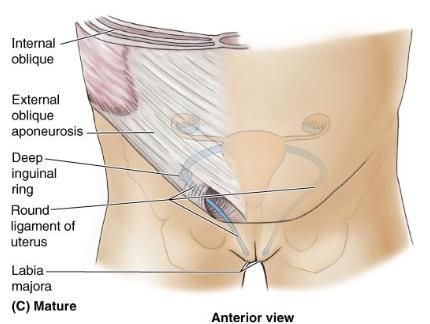 Internal
oblique
External
oblique
aponeurosis
Deep
inguinal
ring
Round
ligament of
uterus
Labia
majora
(C) Mature
Anterior view